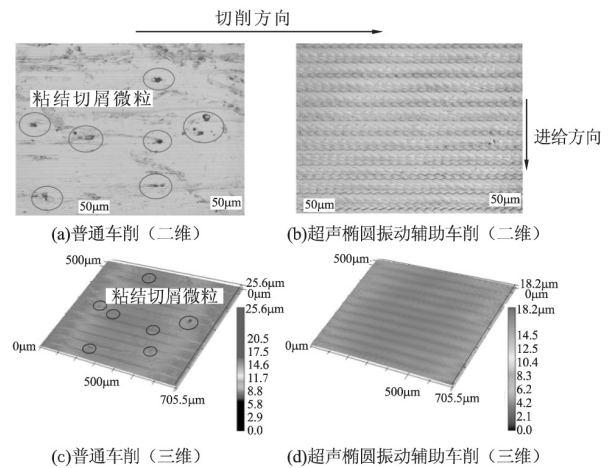 切削方向
粘结切屑微粒
进给方向
50μm
50μm
50μm
50μm
(a)普通车削（二维）
(b)超声椭圆振动辅助车削（二维）
500μm
25.6μm
0μm
25.6μm
粘结切屑微粒
20.5
17.5
14.6
11.7
8.8
5.8
2.9
0.0
0μm
500μm
705.5μm
500μm
18.2μm
0μm
18.2μm
14.5
12.5
10.4
8.3
6.2
4.2
2.1
0.0
0μm
500μm
705.5μm
(c)普通车削（三维）
(d)超声椭圆振动辅助车削（三维）